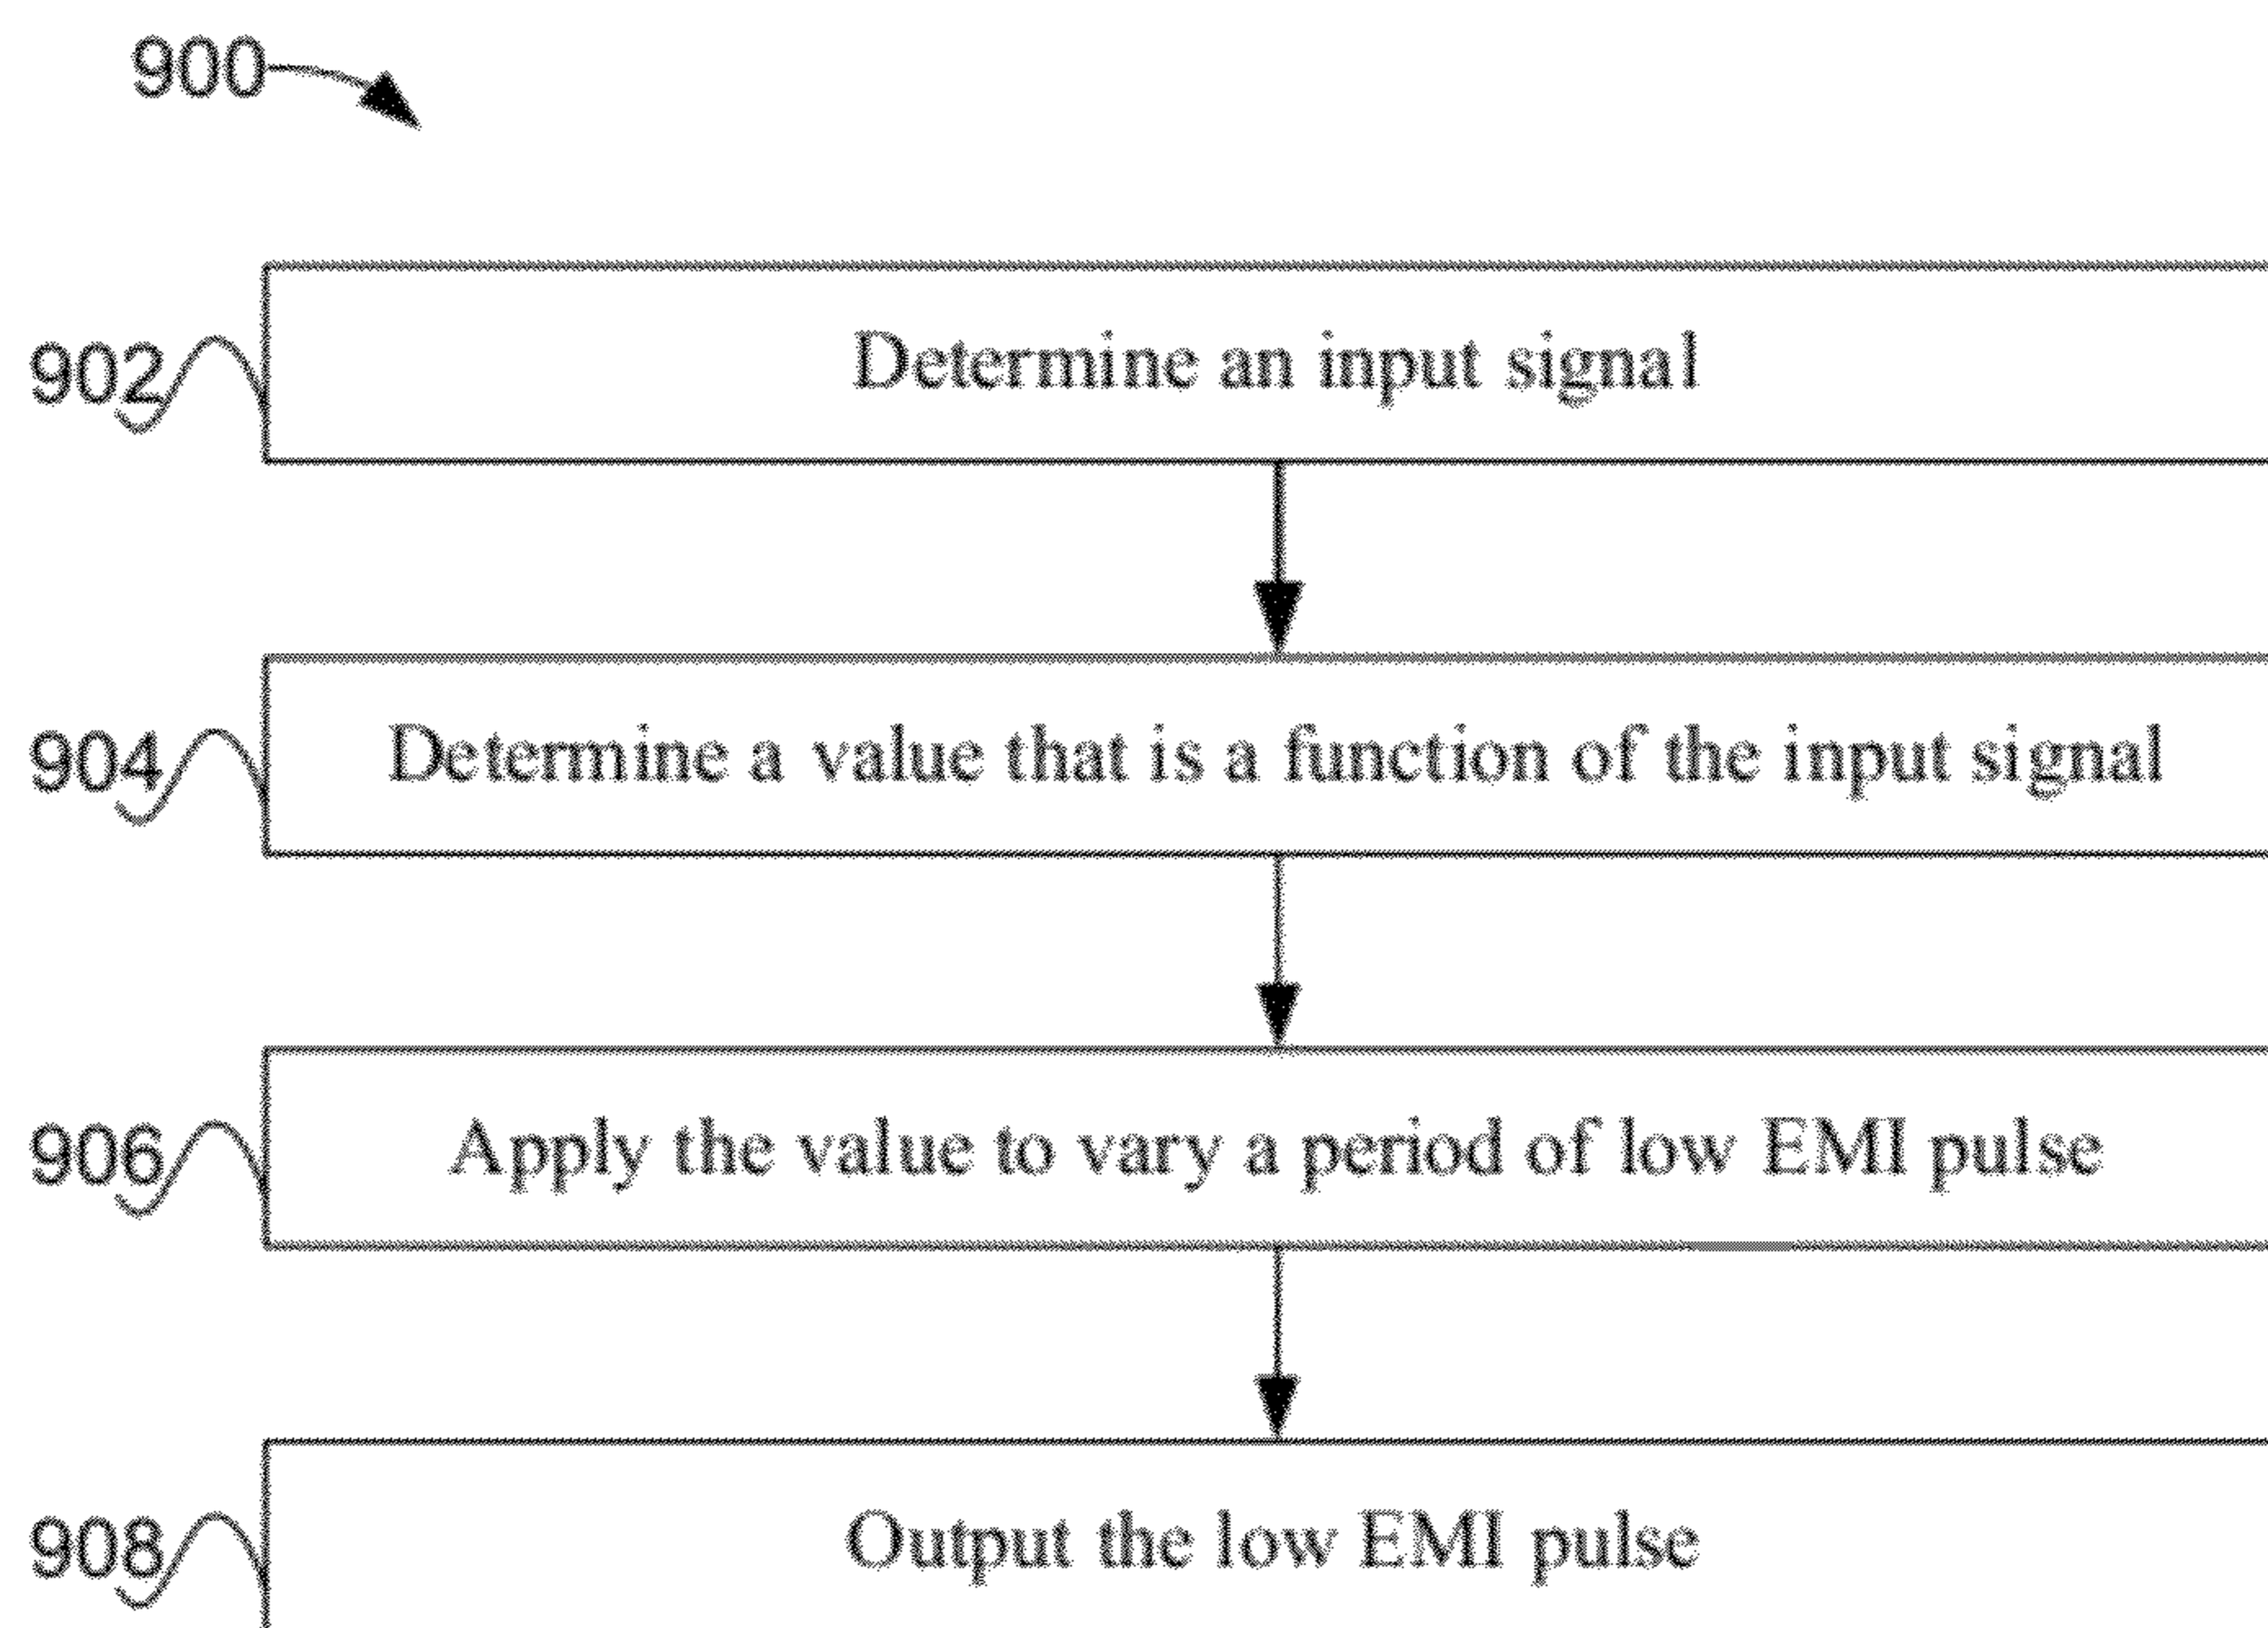 900
902
Determine an input signal
904
Determine a value that is a function of the input signal
906
Apply the value to vary a period of low EMI pulse
908
Output the low EMI pulse